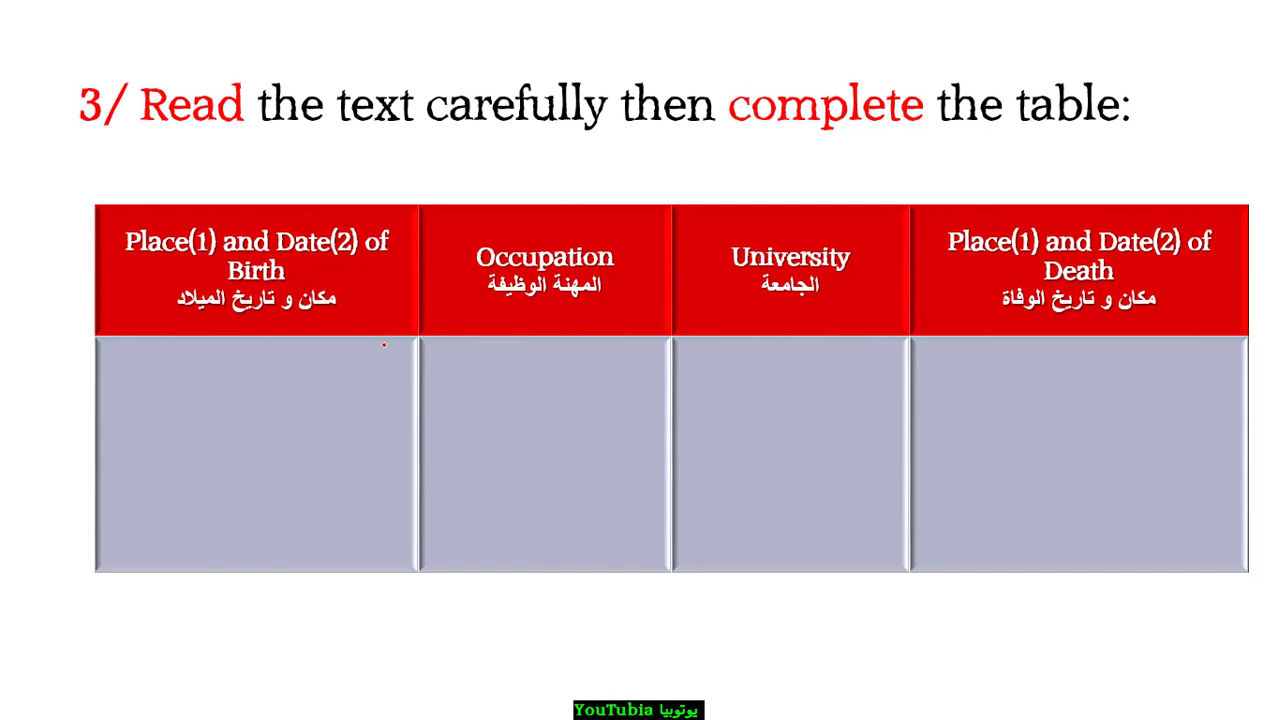 3/ Read the text carefully then complete the table:
Place(1) and Date(2) of
Birth
مكان و تاريخ الميلاد
Occupation
المهنة الوظيفة
University
الجامعة
Place(1) and Date(2) of
Death
مكان و تاريخ الوفاة
YouTubia يوتوبيا